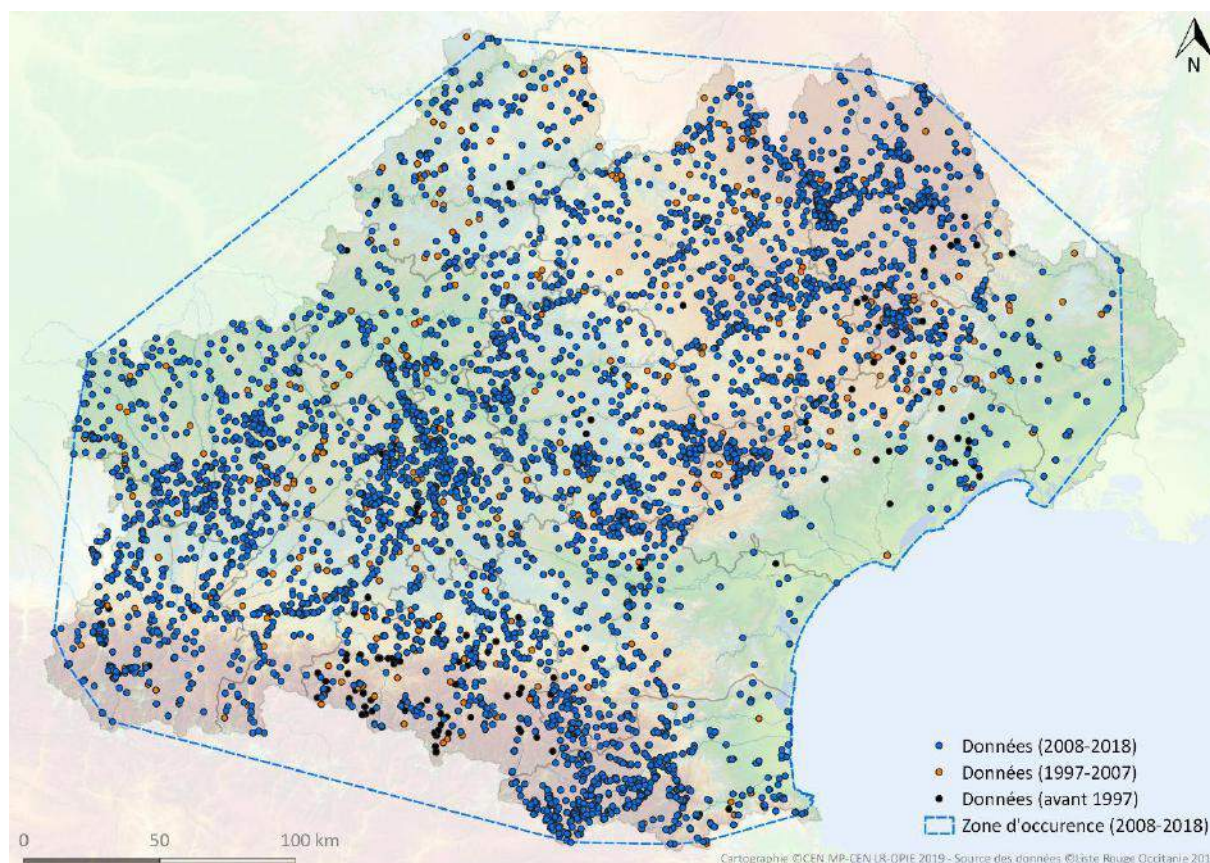 N
Données (2008-2018)
Données (1997-2007)
Données (avant 1997)
Zone d'occurence (2008-2018)
0 50 100 km
Cartographie ©CEN MP-CEN LR-OPIE 2019 - Source des données ©Liste Rouge Occitanie 201